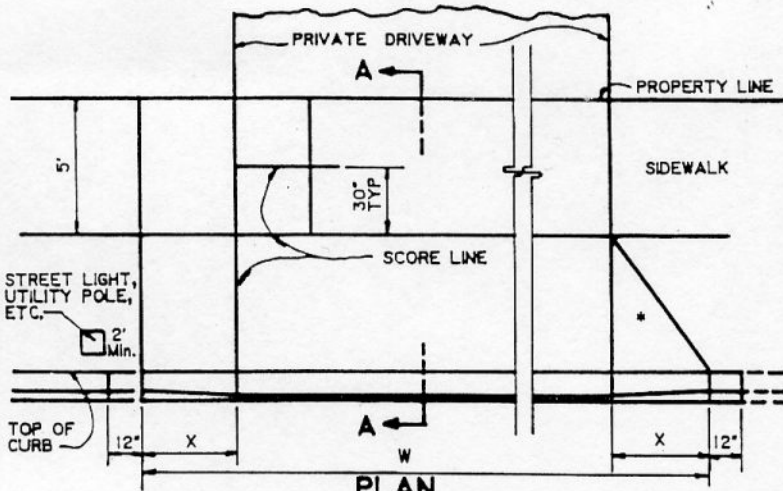 PRIVATE DRIVEWAY
A
PROPERTY LINE
5'
SIDEWALK
30"
TYP
SCORE LINE
STREET LIGHT,
UTILITY POLE,
ETC.
2'
Min.
*
TOP OF
CURB
A
12"
X
W
X
12"
PLAN